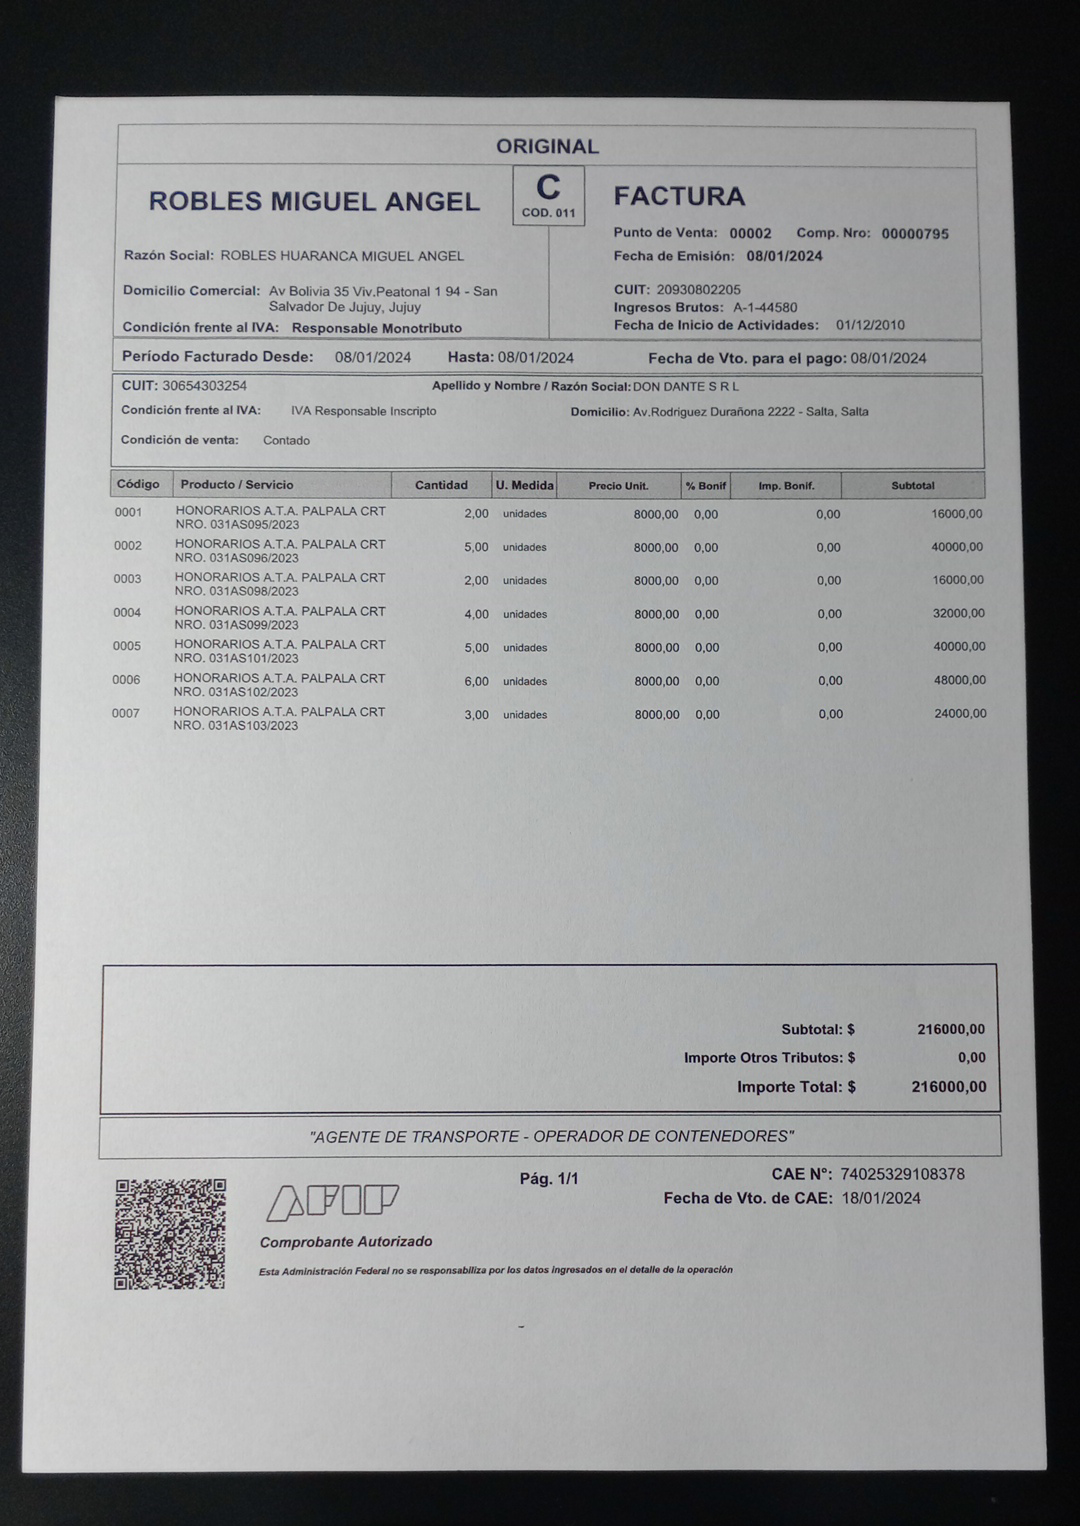 ORIGINAL
ROBLES MIGUEL ANGEL
C
COD. 011
FACTURA
Punto de Venta: 00002 Comp. Nro: 00000795
Razón Social: ROBLES HUARANCA MIGUEL ANGEL
Fecha de Emisión: 08/01/2024
Domicilio Comercial: Av Bolivia 35 Viv.Peatonal 1 94 - San
Salvador De Jujuy, Jujuy
CUIT: 20930802205
Ingresos Brutos: A-1-44580
Condición frente al IVA: Responsable Monotributo
Fecha de Inicio de Actividades: 01/12/2010
Período Facturado Desde: 08/01/2024 Hasta: 08/01/2024 Fecha de Vto. para el pago: 08/01/2024
CUIT: 30654303254 Apellido y Nombre / Razón Social: DON DANTE S R L
Condición frente al IVA: IVA Responsable Inscripto Domicilio: Av.Rodriguez Durañona 2222 - Salta, Salta
Condición de venta: Contado
Código Producto / Servicio Cantidad U. Medida Precio Unit. % Bonif Imp. Bonif. Subtotal
0001 HONORARIOS A.T.A. PALPALA CRT 2,00 unidades 8000,00 0,00 0,00 16000,00
NRO. 031AS095/2023
0002 HONORARIOS A.T.A. PALPALA CRT 5,00 unidades 8000,00 0,00 0,00 40000,00
NRO. 031AS096/2023
0003 HONORARIOS A.T.A. PALPALA CRT 2,00 unidades 8000,00 0,00 0,00 16000,00
NRO. 031AS098/2023
0004 HONORARIOS A.T.A. PALPALA CRT 4,00 unidades 8000,00 0,00 0,00 32000,00
NRO. 031AS099/2023
0005 HONORARIOS A.T.A. PALPALA CRT 5,00 unidades 8000,00 0,00 0,00 40000,00
NRO. 031AS101/2023
0006 HONORARIOS A.T.A. PALPALA CRT 6,00 unidades 8000,00 0,00 0,00 48000,00
NRO. 031AS102/2023
0007 HONORARIOS A.T.A. PALPALA CRT 3,00 unidades 8000,00 0,00 0,00 24000,00
NRO. 031AS103/2023
Subtotal: $ 216000,00
Importe Otros Tributos: $ 0,00
Importe Total: $ 216000,00
"AGENTE DE TRANSPORTE - OPERADOR DE CONTENEDORES"
Pág. 1/1
CAE N°: 74025329108378
Fecha de Vto. de CAE: 18/01/2024
AFIP
Comprobante Autorizado
Esta Administración Federal no se responsabiliza por los datos ingresados en el detalle de la operación